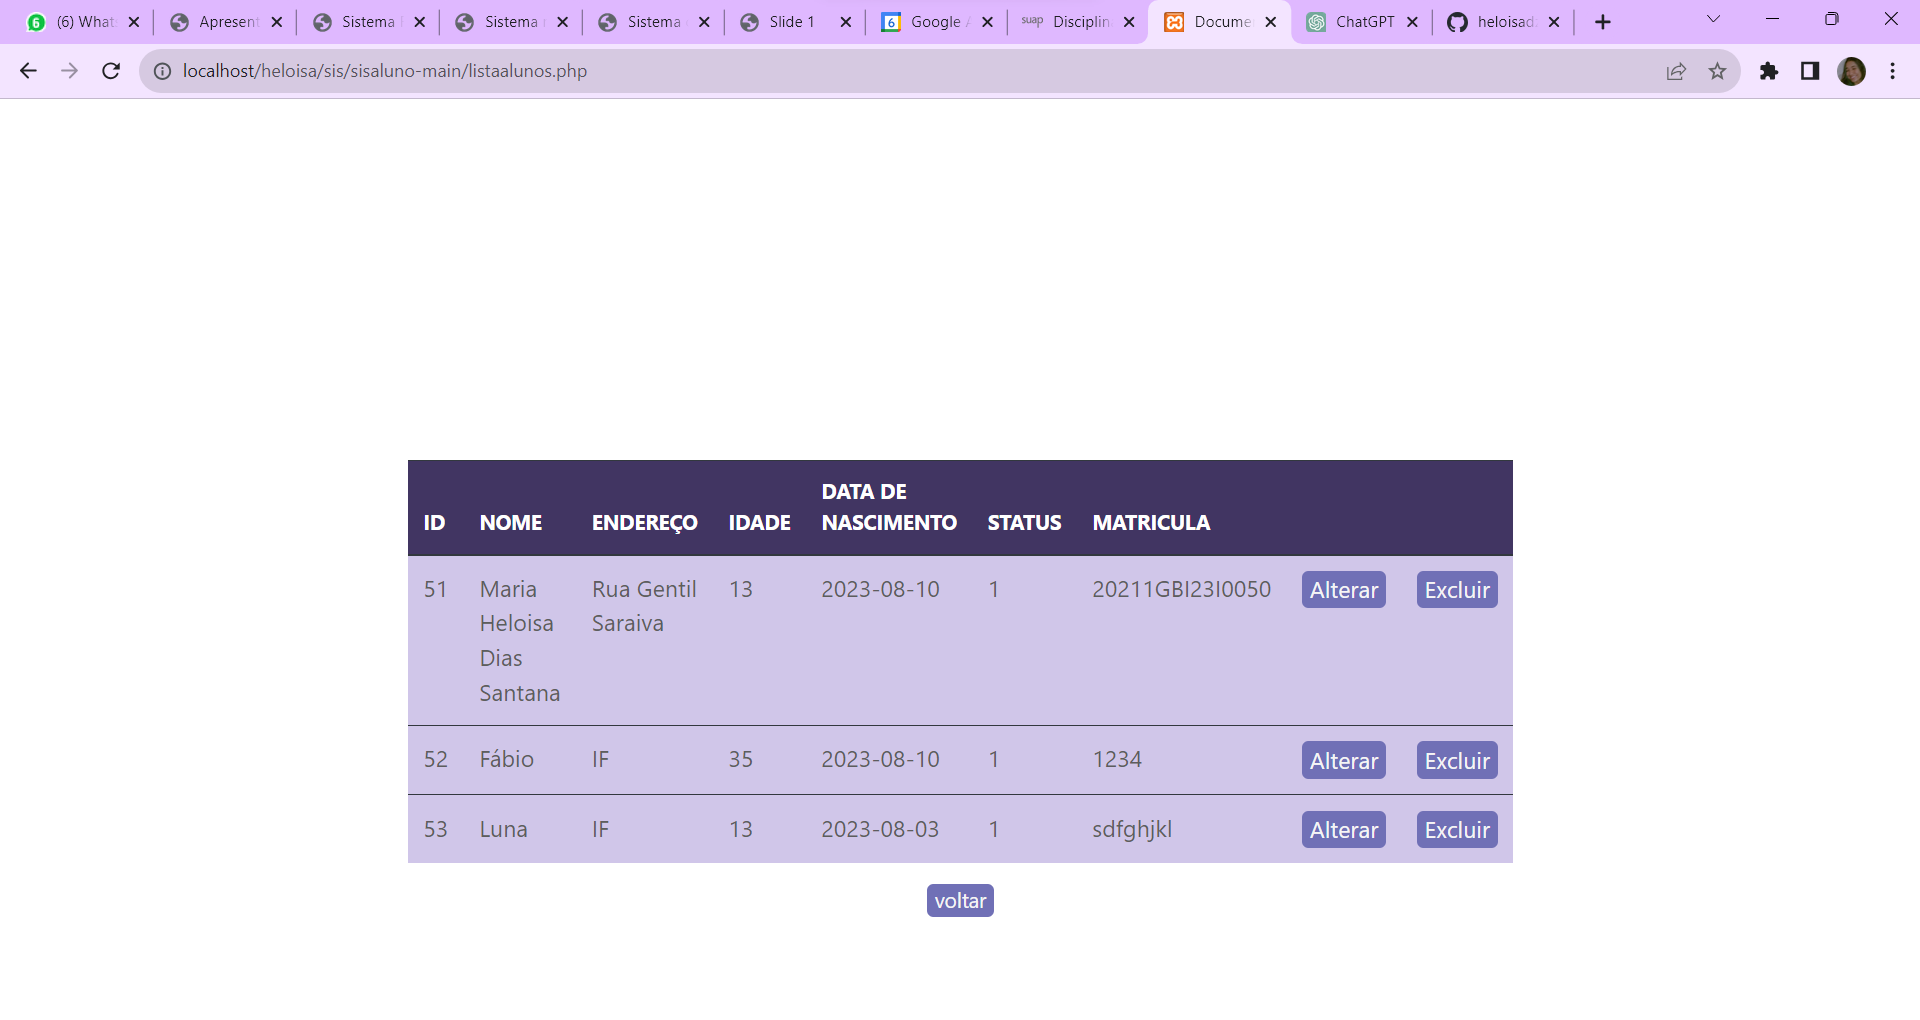 (6) What
Apresent
Sistema
Sistema
Sistema
Slide 1
Google A
suap Disciplin
Docume
ChatGPT
heloisad
localhost/heloisa/sis/sisaluno-main/listaalunos.php
ID NOME ENDEREÇO IDADE DATA DE NASCIMENTO STATUS MATRICULA
51 Maria Rua Gentil 13 2023-08-10 1 20211GBI23I0050 Alterar Excluir
Heloisa Saraiva
Dias
Santana
52 Fábio IF 35 2023-08-10 1 1234 Alterar Excluir
53 Luna IF 13 2023-08-03 1 sdfghjkl Alterar Excluir
voltar